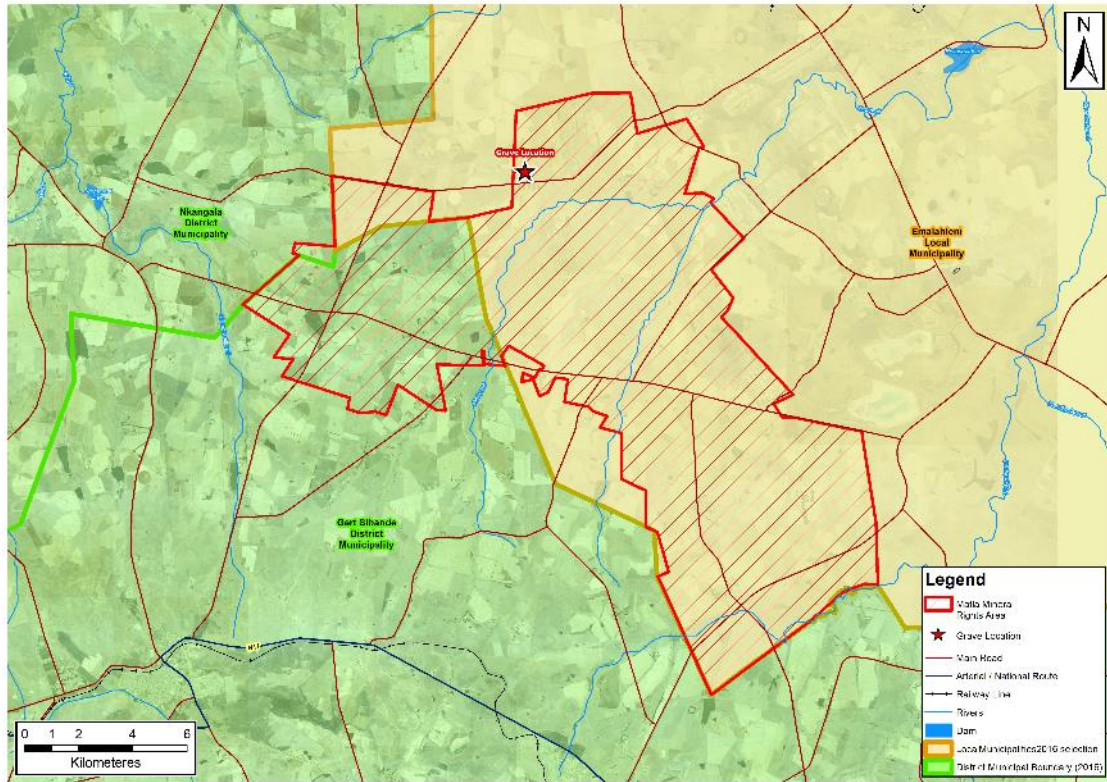 N
Grave Location
Nkangala
District
Municipality
Emalahleni
Local
Municipality
Gert Sibande
District
Municipality
Legend
Matla Minera
Rights Area
Grave Location
Main Road
Arterial / National Route
Railway Line
Rivers
Dam
Local Municipalities2016 selection
District Municipal Boundary (2016)
0 1 2 4 6
Kilometeres